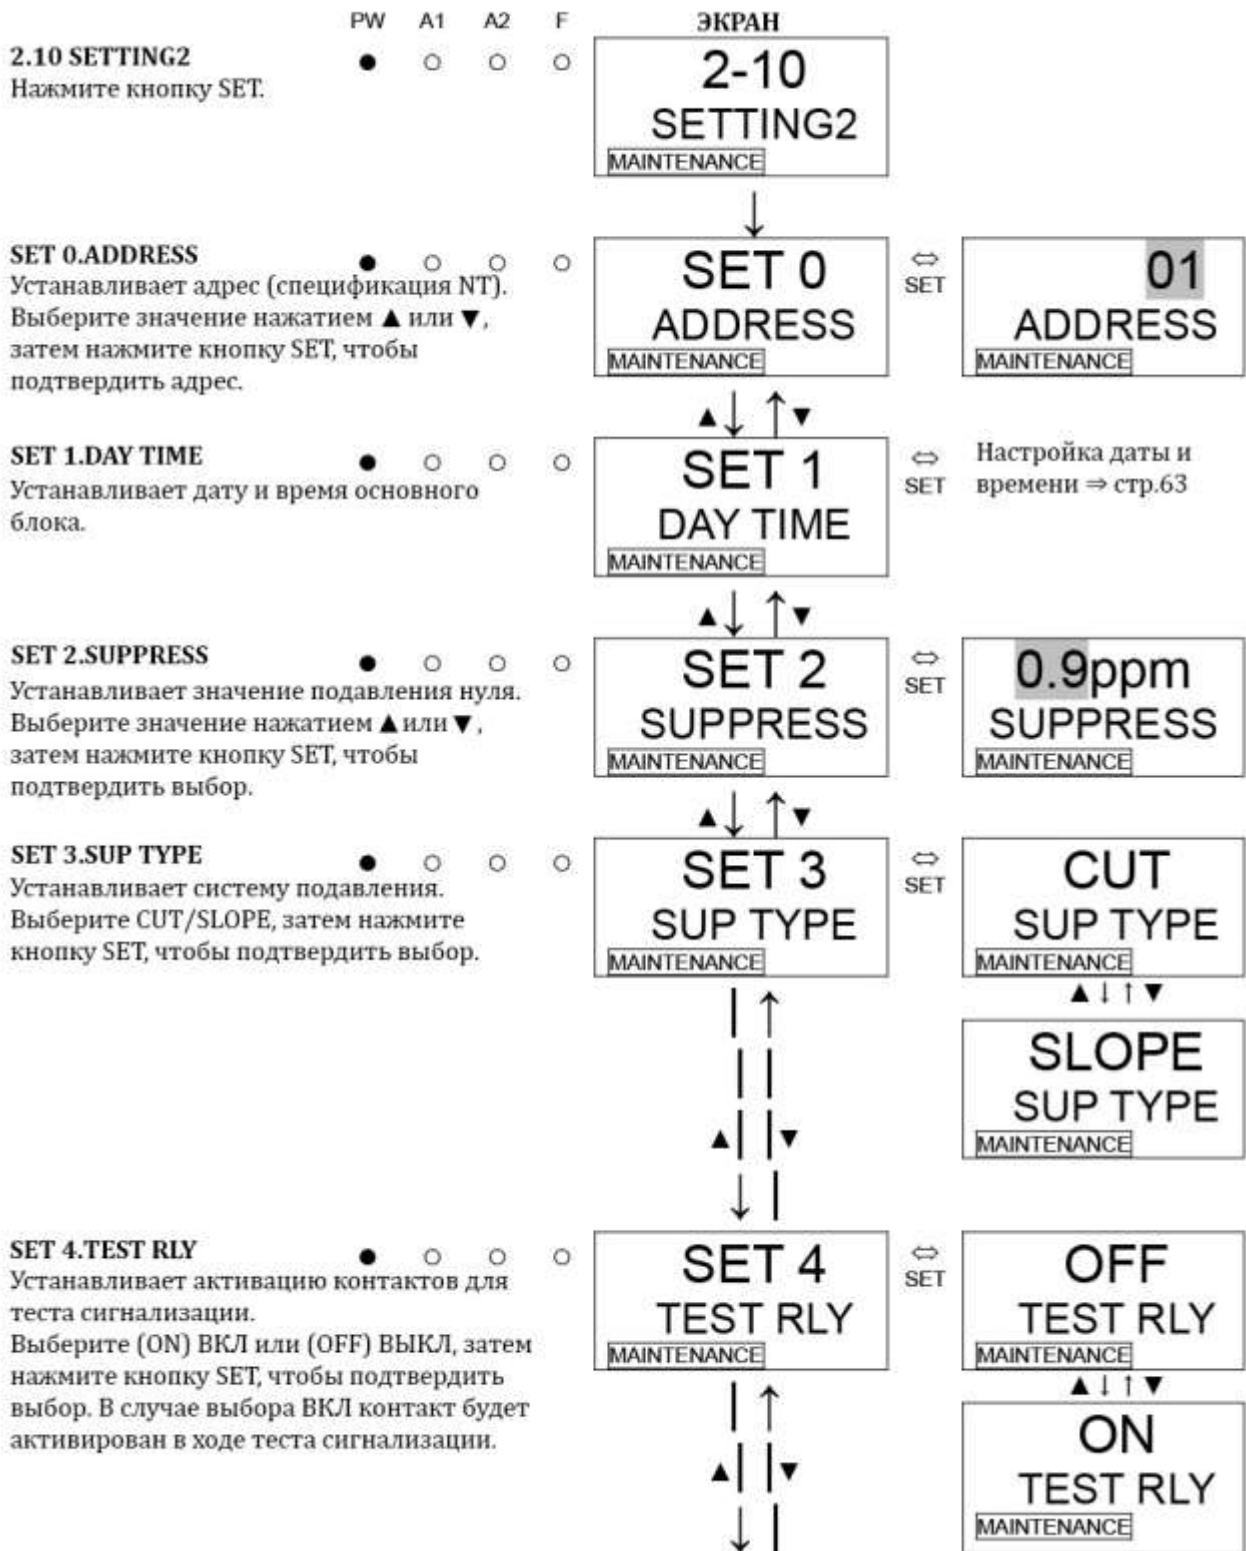 PW A1 A2 F ЭКРАН
2.10 SETTING2 ● ○ ○ ○
Нажмите кнопку SET.
2-10
SETTING2
MAINTENANCE
↓
SET 0.ADDRESS ● ○ ○ ○
Устанавливает адрес (спецификация NT).
Выберите значение нажатием ▲ или ▼,
затем нажмите кнопку SET, чтобы
подтвердить адрес.
SET 0
ADDRESS
MAINTENANCE
⇔
SET
01
ADDRESS
MAINTENANCE
▲↓ ↑▼
SET 1.DAY TIME ● ○ ○ ○
Устанавливает дату и время основного
блока.
SET 1
DAY TIME
MAINTENANCE
⇔
SET
Настройка даты и
времени ⇒ стр.63
▲↓ ↑▼
SET 2.SUPPRESS ● ○ ○ ○
Устанавливает значение подавления нуля.
Выберите значение нажатием ▲ или ▼,
затем нажмите кнопку SET, чтобы
подтвердить выбор.
SET 2
SUPPRESS
MAINTENANCE
⇔
SET
0.9ppm
SUPPRESS
MAINTENANCE
▲↓ ↑▼
SET 3.SUP TYPE ● ○ ○ ○
Устанавливает систему подавления.
Выберите CUT/SLOPE, затем нажмите
кнопку SET, чтобы подтвердить выбор.
SET 3
SUP TYPE
MAINTENANCE
⇔
SET
CUT
SUP TYPE
MAINTENANCE
▲↓↑▼
SLOPE
SUP TYPE
MAINTENANCE
▲ ▼
SET 4.TEST RLY ● ○ ○ ○
Устанавливает активацию контактов для
теста сигнализации.
Выберите (ON) ВКЛ или (OFF) ВЫКЛ, затем
нажмите кнопку SET, чтобы подтвердить
выбор. В случае выбора ВКЛ контакт будет
активирован в ходе теста сигнализации.
SET 4
TEST RLY
MAINTENANCE
⇔
SET
OFF
TEST RLY
MAINTENANCE
▲↓↑▼
ON
TEST RLY
MAINTENANCE
▲ ▼